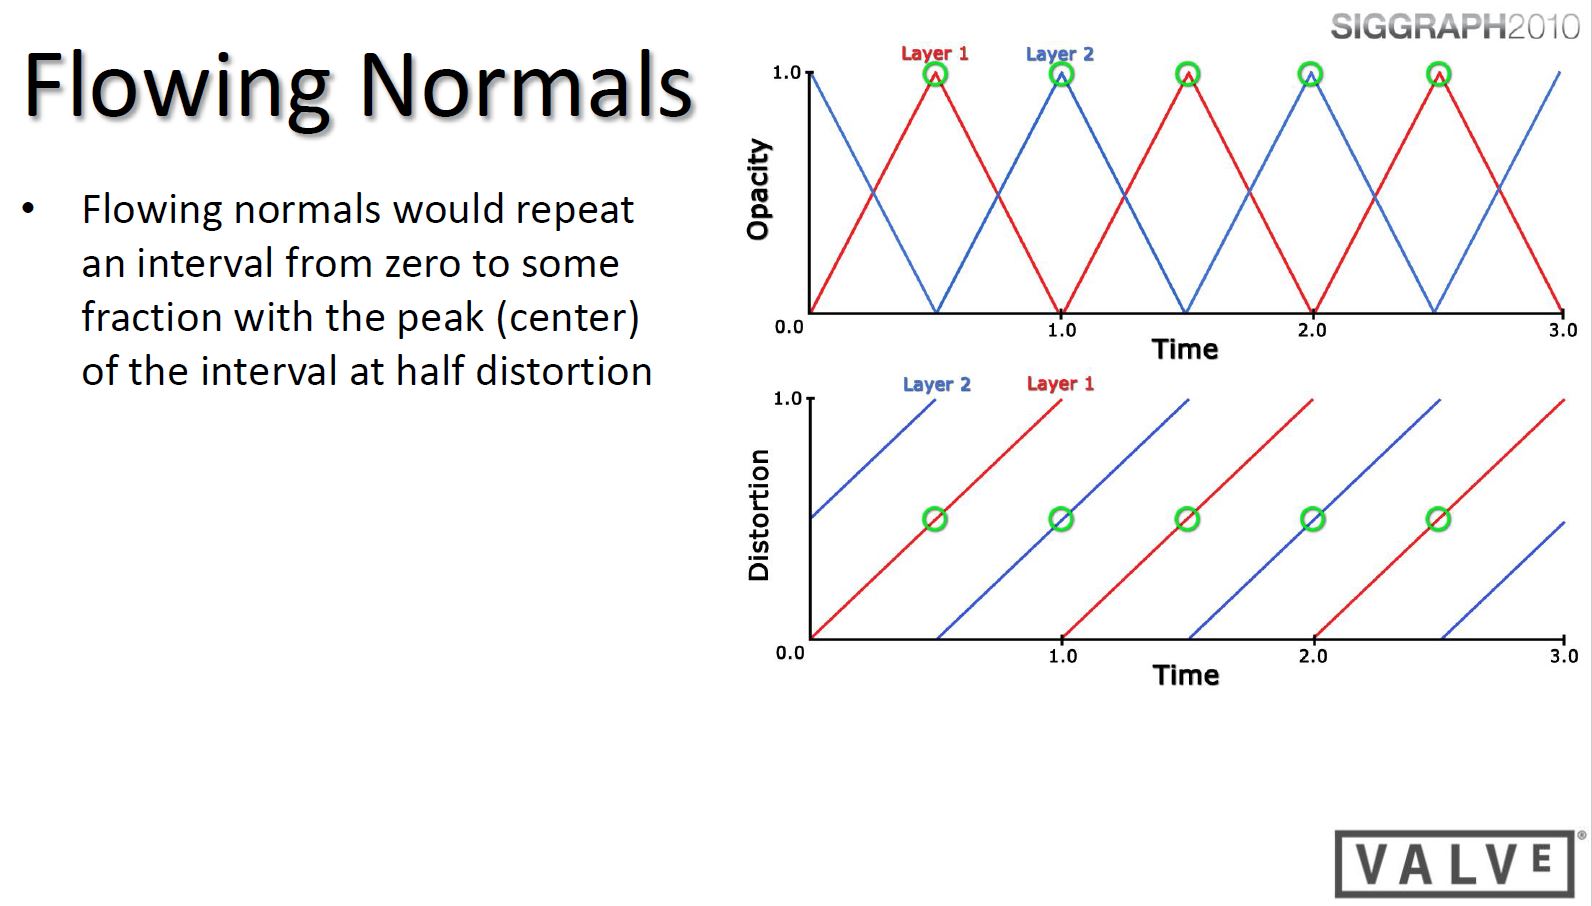 SIGGRAPH2010
Flowing Normals
• Flowing normals would repeat
an interval from zero to some
fraction with the peak (center)
of the interval at half distortion
Layer 1 Layer 2
1.0
Opacity
0.0 1.0 2.0 3.0
Time
Layer 2 Layer 1
1.0
Distortion
0.0 1.0 2.0 3.0
Time
VALVE®